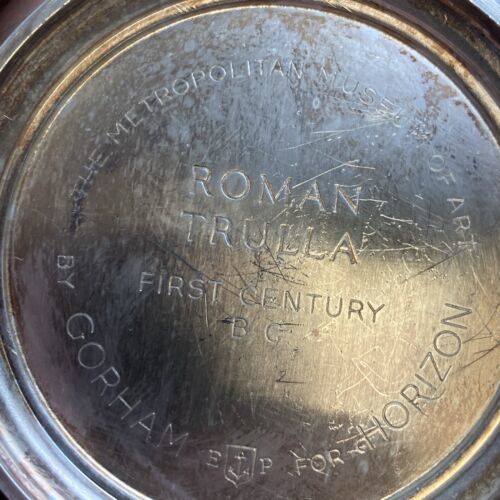 THE METROPOLITAN MUSEUM OF ART
ROMAN
TRULLA
FIRST CENTURY
B C
BY GORHAM E P FOR HORIZON